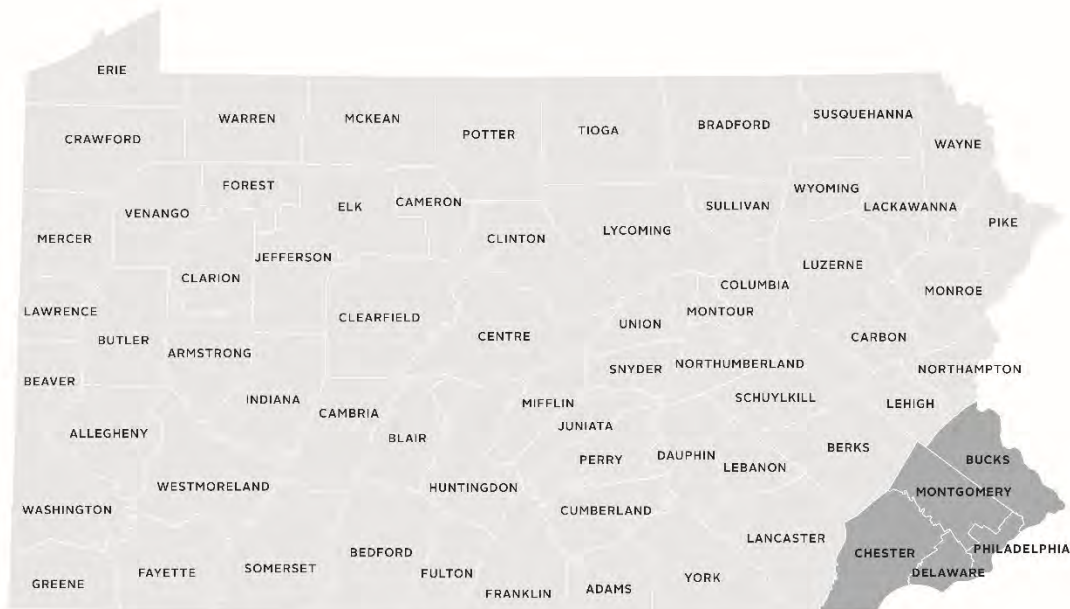 ERIE
WARREN
MCKEAN
POTTER
TIOGA
BRADFORD
SUSQUEHANNA
CRAWFORD
WAYNE
FOREST
ELK
CAMERON
SULLIVAN
WYOMING
LACKAWANNA
VENANGO
PIKE
MERCER
CLINTON
LYCOMING
JEFFERSON
CLARION
LUZERNE
COLUMBIA
MONROE
LAWRENCE
CLEARFIELD
UNION
MONTOUR
BUTLER
ARMSTRONG
CENTRE
CARBON
BEAVER
SNYDER
NORTHUMBERLAND
NORTHAMPTON
INDIANA
CAMBRIA
MIFFLIN
SCHUYLKILL
LEHIGH
ALLEGHENY
BLAIR
JUNIATA
BERKS
PERRY
DAUPHIN
LEBANON
BUCKS
WESTMORELAND
HUNTINGDON
MONTGOMERY
WASHINGTON
CUMBERLAND
LANCASTER
BEDFORD
CHESTER
PHILADELPHIA
GREENE
FAYETTE
SOMERSET
FULTON
FRANKLIN
ADAMS
YORK
DELAWARE